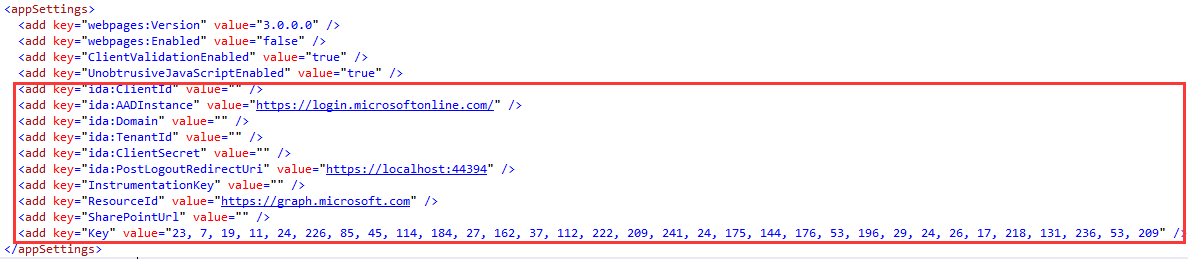 <appSettings>
<add key="webpages:Version" value="3.0.0.0" />
<add key="webpages:Enabled" value="false" />
<add key="ClientValidationEnabled" value="true" />
<add key="UnobtrusiveJavaScriptEnabled" value="true" />
<add key="ida:ClientId" value="" />
<add key="ida:AADInstance" value="https://login.microsoftonline.com/" />
<add key="ida:Domain" value="" />
<add key="ida:TenantId" value="" />
<add key="ida:ClientSecret" value="" />
<add key="ida:PostLogoutRedirectUri" value="https://localhost:44394" />
<add key="InstrumentationKey" value="" />
<add key="ResourceId" value="https://graph.microsoft.com" />
<add key="SharePointUrl" value="" />
<add key="Key" value="23, 7, 19, 11, 24, 226, 85, 45, 114, 184, 27, 162, 37, 112, 222, 209, 241, 24, 175, 144, 176, 53, 196, 29, 24, 26, 17, 218, 131, 236, 53, 209" />
</appSettings>